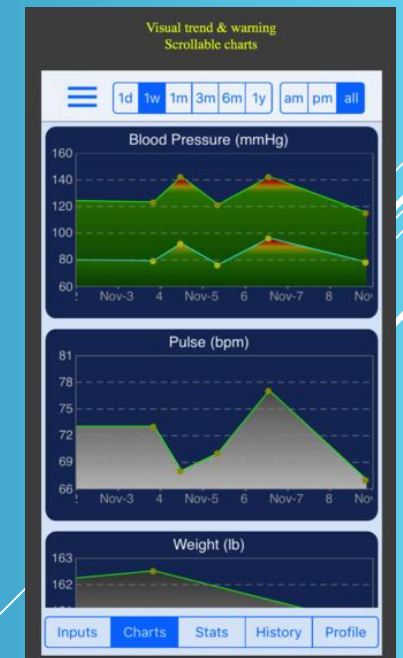 Visual trend & warning
Scrollable charts
1d 1w 1m 3m 6m 1y am pm all
Blood Pressure (mmHg)
160
140
120
100
80
60
Nov-3 4 Nov-5 6 Nov-7 8
Pulse (bpm)
81
78
75
72
69
66
Nov-3 4 Nov-5 6 Nov-7 8
Weight (lb)
163
162
Inputs Charts Stats History Profile